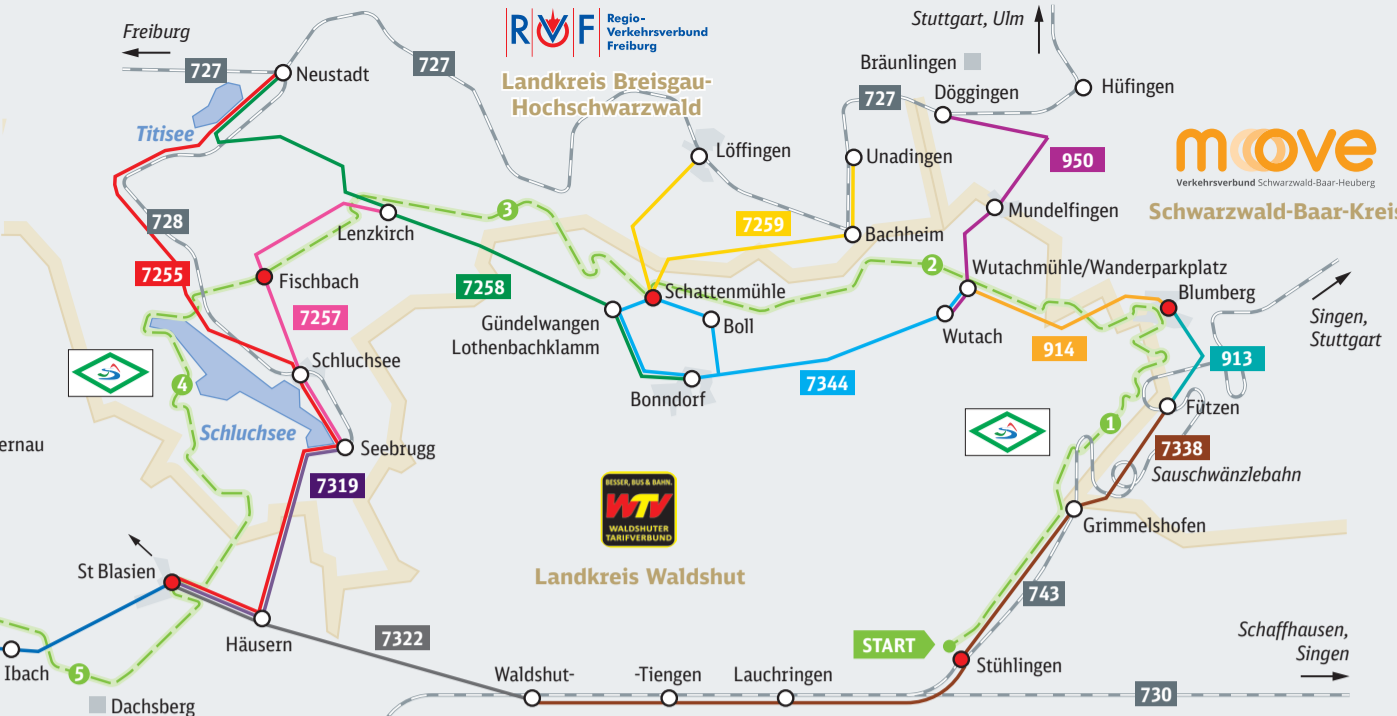 Freiburg
727
Neustadt
727
RVF
Regio-
Verkehrsverbund
Freiburg
Landkreis Breisgau-
Hochschwarzwald
Stuttgart, Ulm
Bräunlingen
Döggingen
Hüfingen
727
Titisee
Löffingen
Unadingen
950
moove
Verkehrsverbund Schwarzwald-Baar-Heuberg
Schwarzwald-Baar-Kreis
728
3
Lenzkirch
7259
Bachheim
Mundelfingen
7255
Fischbach
7258
2
Wutachmühle/Wanderparkplatz
Schattenmühle
Blumberg
7257
Gündelwangen
Lothenbachklamm
Boll
Wutach
914
913
Singen,
Stuttgart
Schluchsee
4
7344
Bonndorf
Fützen
1
Schluchsee
Seebrugg
ernau
7338
Sauschwänzlebahn
7319
BESSER, BUS & BAHN.
WTV
WALDSHUTER
TARIFVERBUND
Grimmelshofen
St Blasien
Landkreis Waldshut
743
Häusern
7322
START
Schaffhausen,
Singen
Ibach
5
Waldshut-
-Tiengen
Lauchringen
Stühlingen
730
Dachsberg